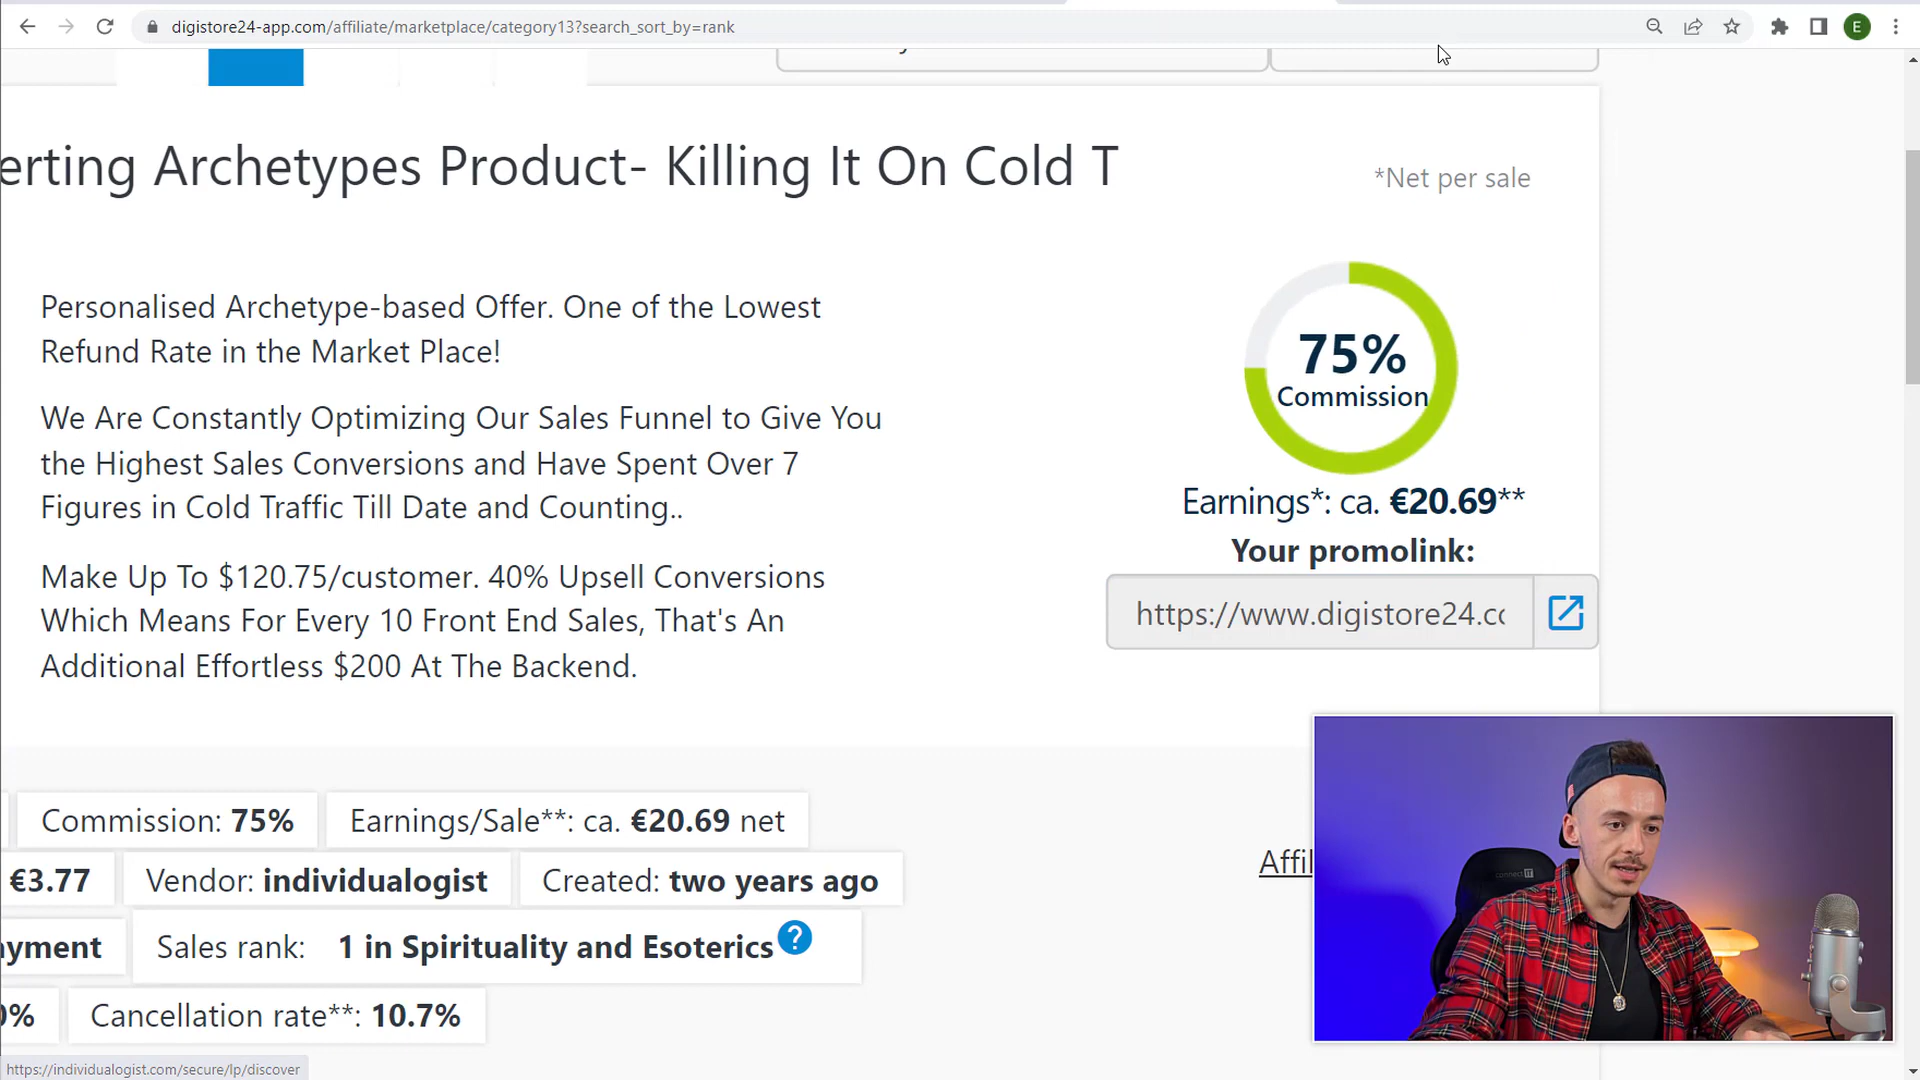 digistore24-app.com/affiliate/marketplace/category13?search_sort_by=rank
E
erting Archetypes Product- Killing It On Cold T
*Net per sale
Personalised Archetype-based Offer. One of the Lowest
Refund Rate in the Market Place!
We Are Constantly Optimizing Our Sales Funnel to Give You
the Highest Sales Conversions and Have Spent Over 7
Figures in Cold Traffic Till Date and Counting..
Make Up To $120.75/customer. 40% Upsell Conversions
Which Means For Every 10 Front End Sales, That's An
Additional Effortless $200 At The Backend.
75%
Commission
Earnings*: ca. €20.69**
Your promolink:
https://www.digistore24.cc
Commission: 75%
Earnings/Sale**: ca. €20.69 net
€3.77
Vendor: individualogist
Created: two years ago
Affil
yment
Sales rank: 1 in Spirituality and Esoterics
?
0%
Cancellation rate**: 10.7%
https://individualogist.com/secure/lp/discover
connect IT